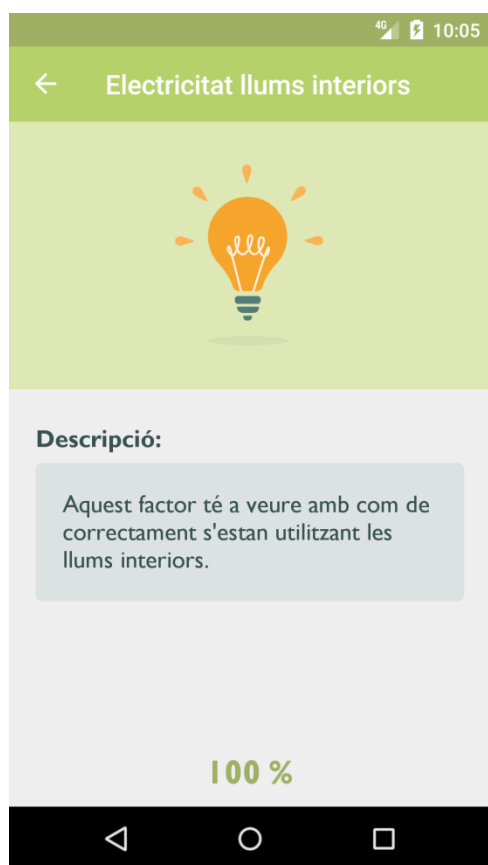 4G 10:05
Electricitat llums interiors
Descripció:
Aquest factor té a veure amb com de
correctament s'estan utilitzant les
llums interiors.
100 %